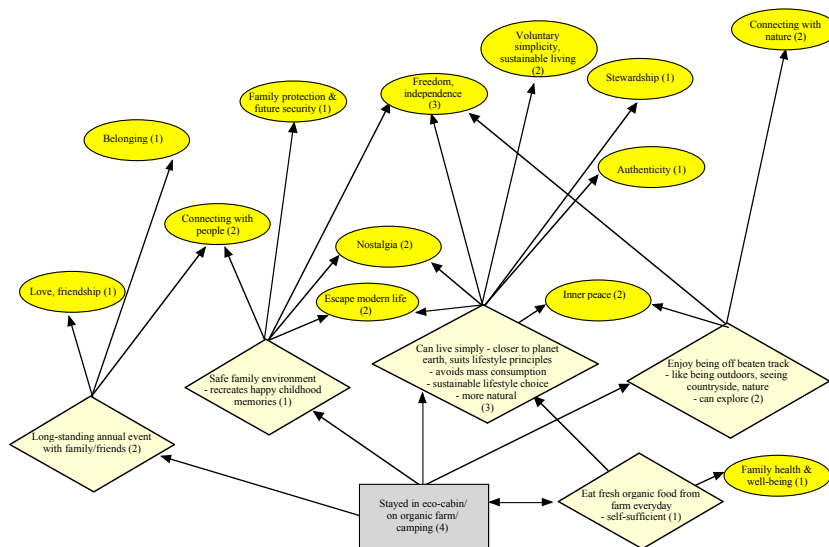 Voluntary
simplicity,
sustainable living
(2)
Connecting with
nature (2)
Freedom,
independence
(3)
Stewardship (1)
Family protection &
future security (1)
Belonging (1)
Authenticity (1)
Connecting with
people (2)
Nostalgia (2)
Love, friendship (1)
Escape modern life
(2)
Inner peace (2)
Can live simply - closer to planet
earth, suits lifestyle principles
- avoids mass consumption
- sustainable lifestyle choice
- more natural
(3)
Enjoy being off beaten track
- like being outdoors, seeing
countryside, nature
- can explore (2)
Safe family environment
- recreates happy childhood
memories
(1)
Long-standing annual event
with family/friends (2)
Stayed in eco-cabin/
on organic farm/
camping (4)
Eat fresh organic food from
farm everyday
- self-sufficient (1)
Family health &
well-being (1)